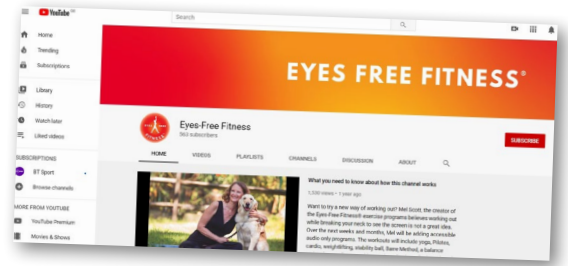 YouTube
Search
Home
Trending
Subscriptions
Library
History
Watch later
Liked videos
SUBSCRIPTIONS
BT Sport
Browse channels
MORE FROM YOUTUBE
YouTube Premium
Movies & Shows
EYES FREE FITNESS®
Eyes-Free Fitness
363 subscribers
SUBSCRIBE
HOME VIDEOS PLAYLISTS CHANNELS DISCUSSION ABOUT
What you need to know about how this channel works
views • 1 year ago
Want to try a new way of working out? Mel Scott, the creator of
the Eyes-Free Fitness® exercise programs believes working out
while breaking your neck to see the screen is not a great idea.
Over the next weeks and months, Mel will be adding accessible
audio only programs. The workouts will include yoga, Pilates,
cardio, weightlifting, stability ball, Barre Method, a balance